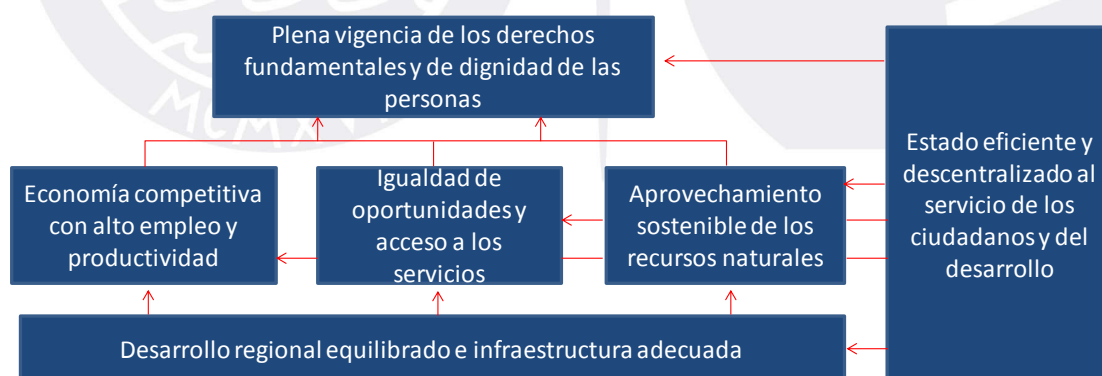 Plena vigencia de los derechos
fundamentales y de dignidad de las
personas
Economía competitiva
con alto empleo y
productividad
Igualdad de
oportunidades y
acceso a los
servicios
Aprovechamiento
sostenible de los
recursos naturales
Estado eficiente y
descentralizado al
servicio de los
ciudadanos y del
desarrollo
Desarrollo regional equilibrado e infraestructura adecuada